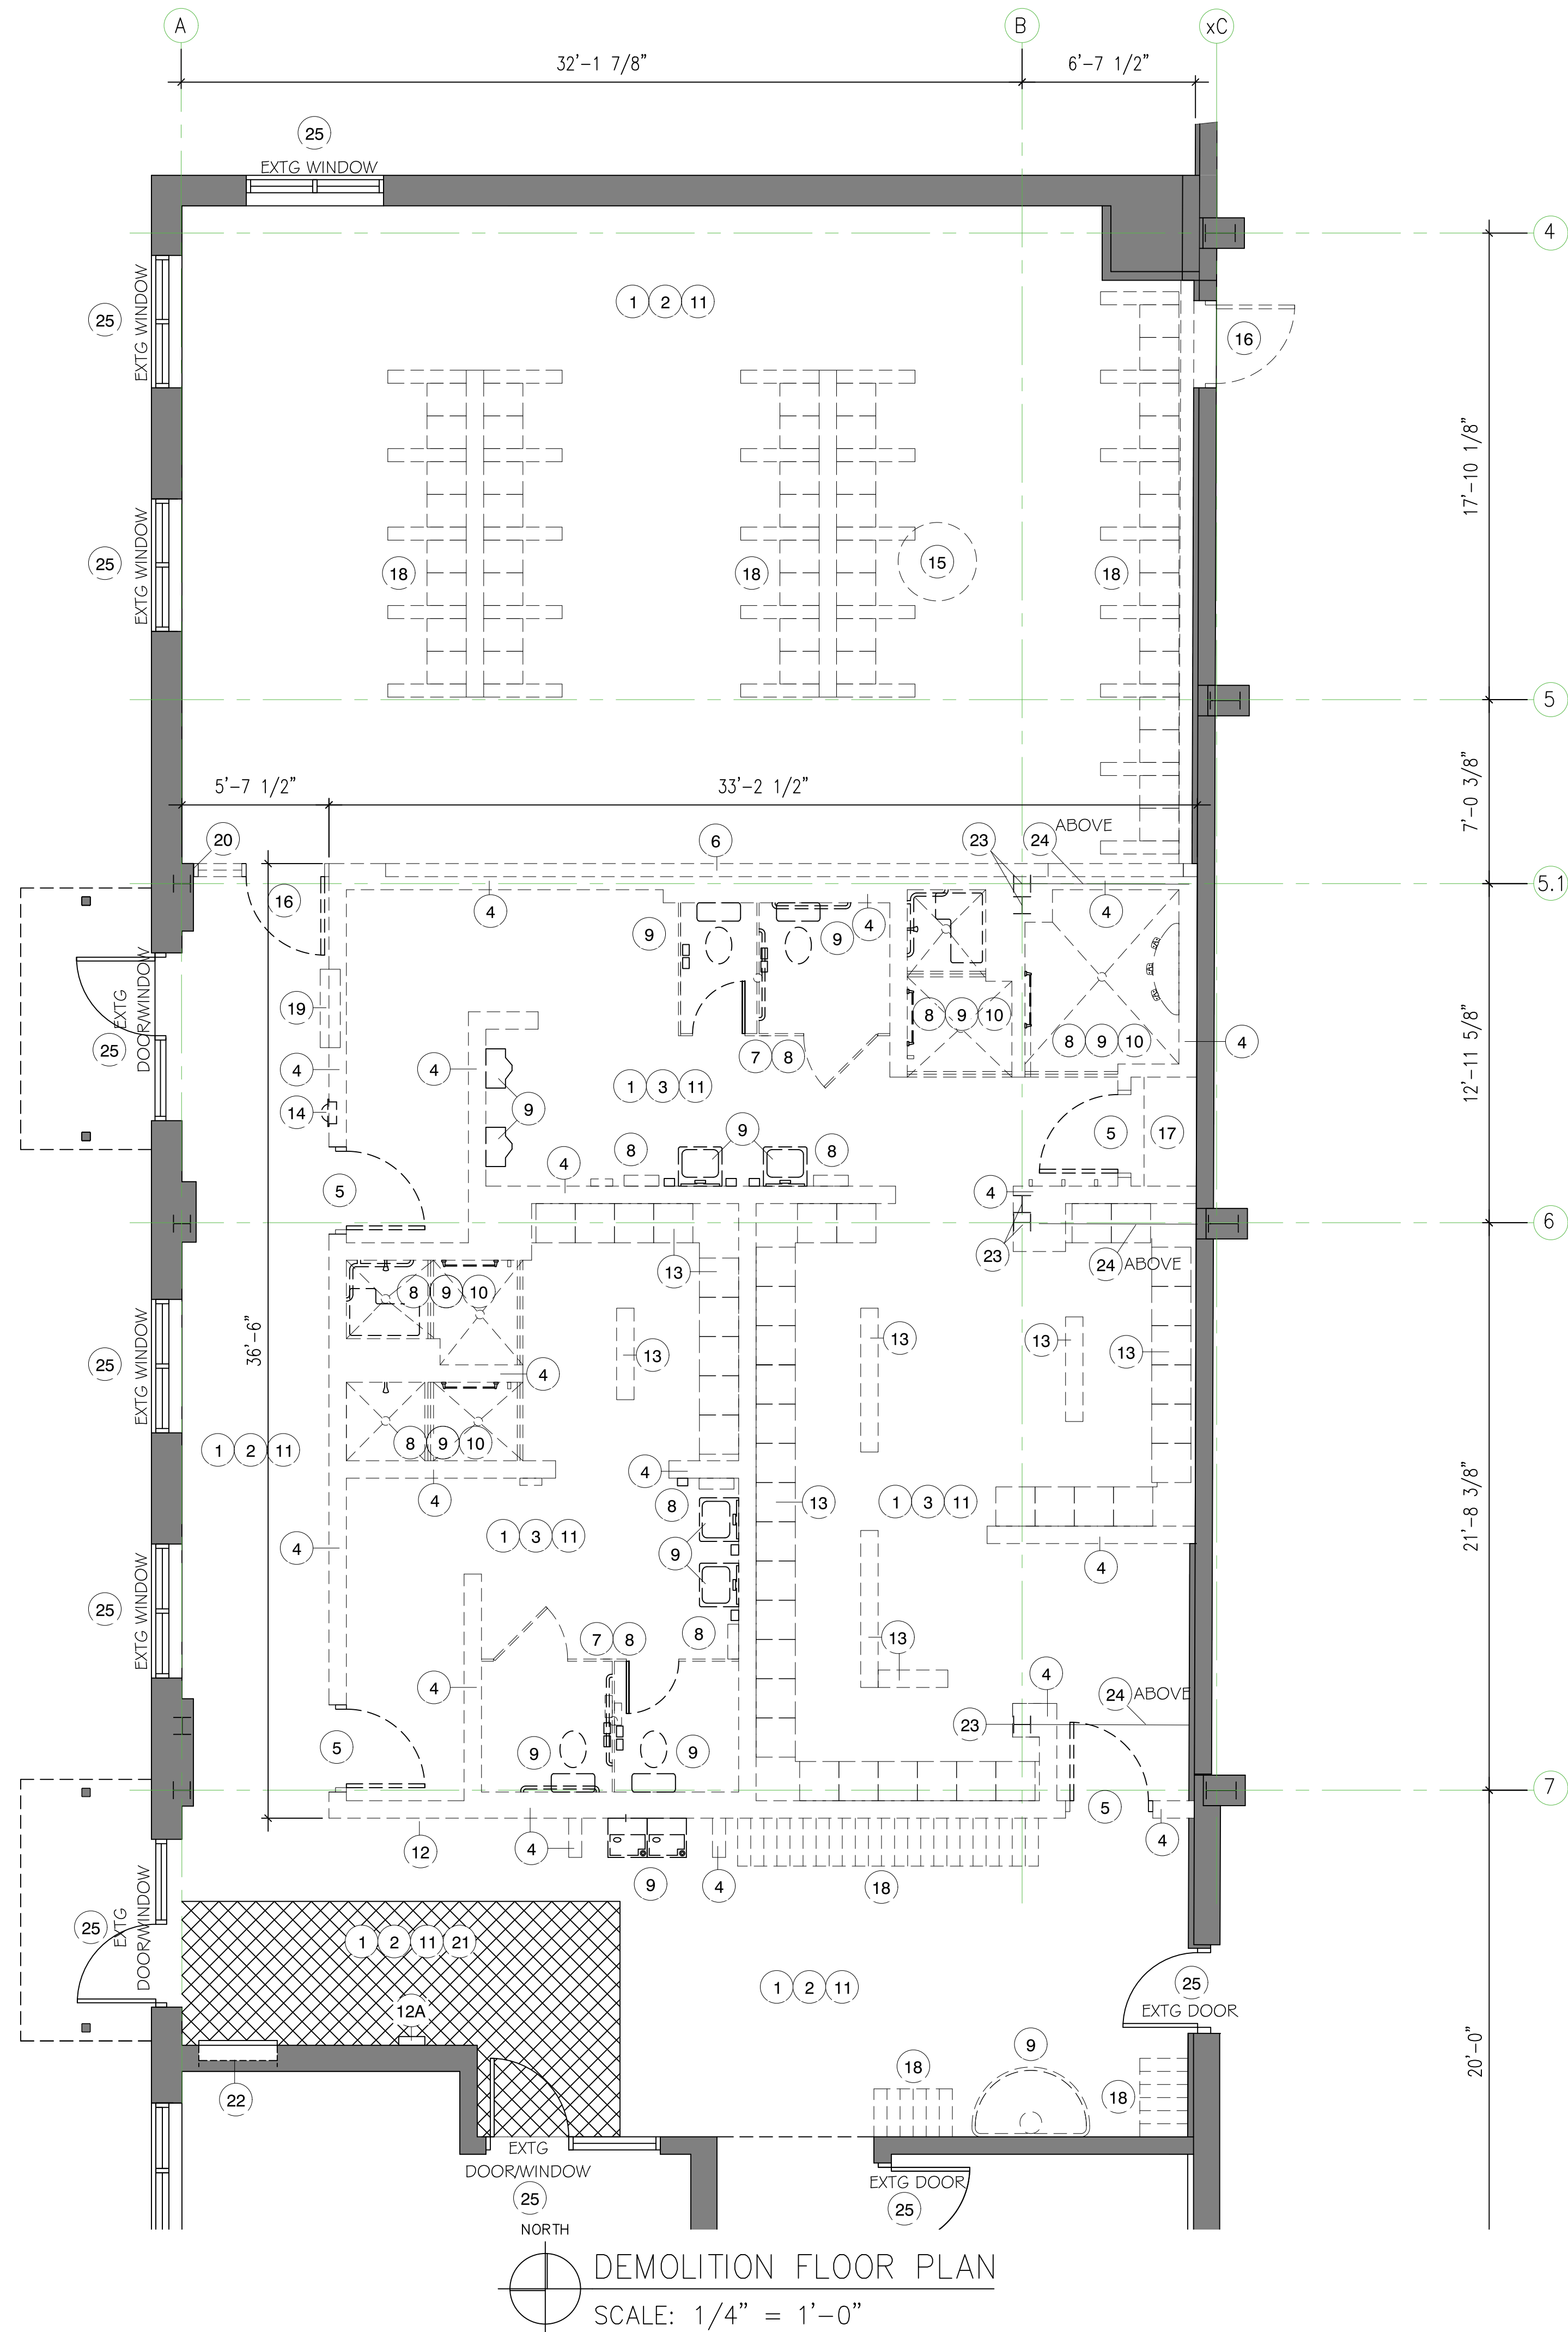 A B xC
32'-1 7/8" 6'-7 1/2"
25
EXTG WINDOW
4
1 2 11
25 EXTG WINDOW
16
17'-10 1/8"
25 EXTG WINDOW
18 18 15 18
5
5'-7 1/2" 33'-2 1/2"
7'-0 3/8"
20 6 23 24 ABOVE
5.1
16 4 9 9 4 4
EXTG
DOOR/WINDOW
25
19
8 9 10
8 9 10 4
4 4 7 8
1 3 11
12'-11 5/8"
14 9 9
5 17
8 8
4
5 4
6
23 24 ABOVE
13
8 9 10
25 EXTG WINDOW
36'-6"
13 13 13 13
4
1 2 11
8 9 10
4 4
8 13 1 3 11
21'-8 3/8"
1 3 11
4 9 4
25 EXTG WINDOW
7 8 8 13
4 4
24 ABOVE
23
5 9 9
7
5
12 4 4
9 4 18
25 EXTG
DOOR/WINDOW
1 2 11 21
1 2 11
25
EXTG DOOR
12A
9
20'-0"
18 18
22
EXTG
DOOR/WINDOW
25
EXTG DOOR
25
NORTH
DEMOLITION FLOOR PLAN
SCALE: 1/4" = 1'-0"